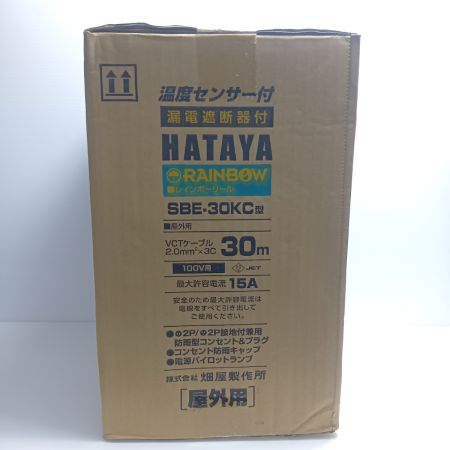 温度センサー付
漏電遮断器付
HATAYA
RAINBOW
■レインボーリール
SBE-30KC型
■屋外用
VCTケーブル
2.0mm²×3C 30m
100V用 JET
最大許容電流 15A
安全のため最大許容電流は
電線をすべて引き出して
ご使用ください。
●2P/2P接地付兼用
防雨型コンセント&プラグ
●コンセント防雨キャップ
●電源パイロットランプ
株式会社 畑屋製作所
[屋外用]